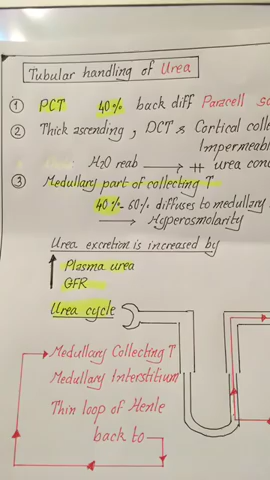 Tubular handling of Urea
① PCT 40% back diff Paracell
② Thick ascending, DCT & Cortical
Impermeab
H₂O reab → ++ urea con
③ Medullary part of collecting T
40%-60% diffuses to medullary
→ Hyperosmolarity
Urea excretion is increased by
↑ Plasma urea
GFR
Urea cycle
Medullary Collecting T
Medullary Interstitium
Thin loop of Henle
back to